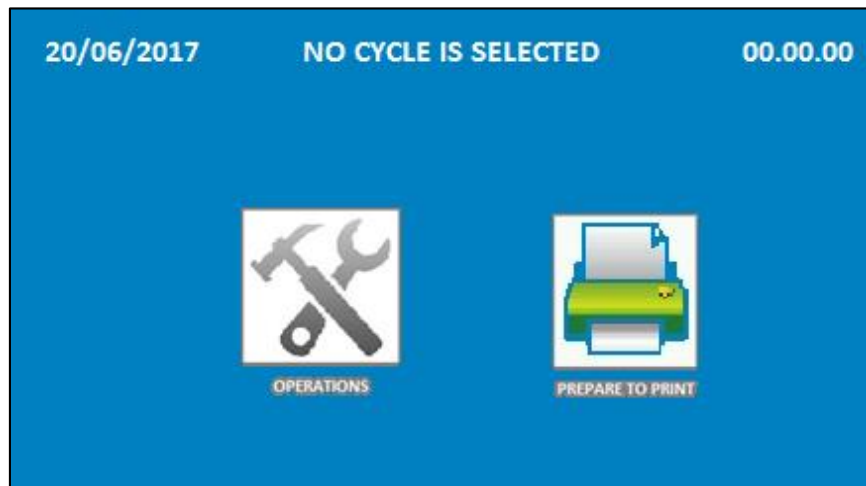 20/06/2017 NO CYCLE IS SELECTED 00.00.00
OPERATIONS PREPARE TO PRINT